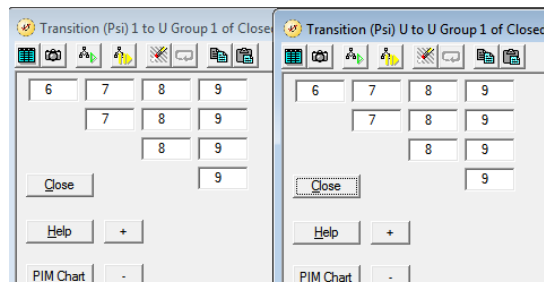 Transition (Psi) 1 to U Group 1 of Closed
6 7 8 9
7 8 9
8 9
9
Close
Help +
PIM Chart -
Transition (Psi) U to U Group 1 of Closed
6 7 8 9
7 8 9
8 9
9
Close
Help +
PIM Chart -